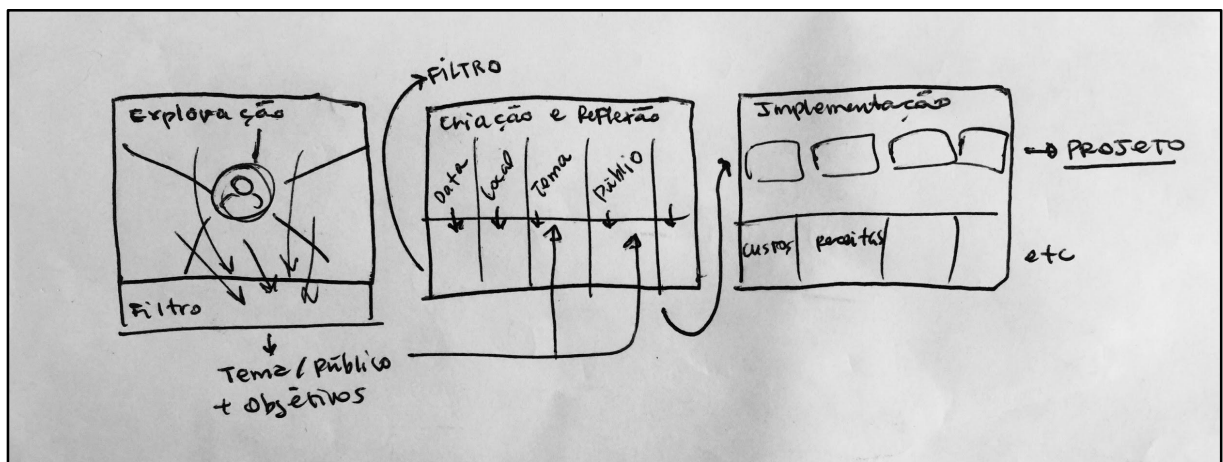 Exploração
Filtro
Tema / Público
+ Objetivos
FILTRO
Criação e Reflexão
Data
Local
Tema
Público
Implementação
custos
receitas
PROJETO
etc